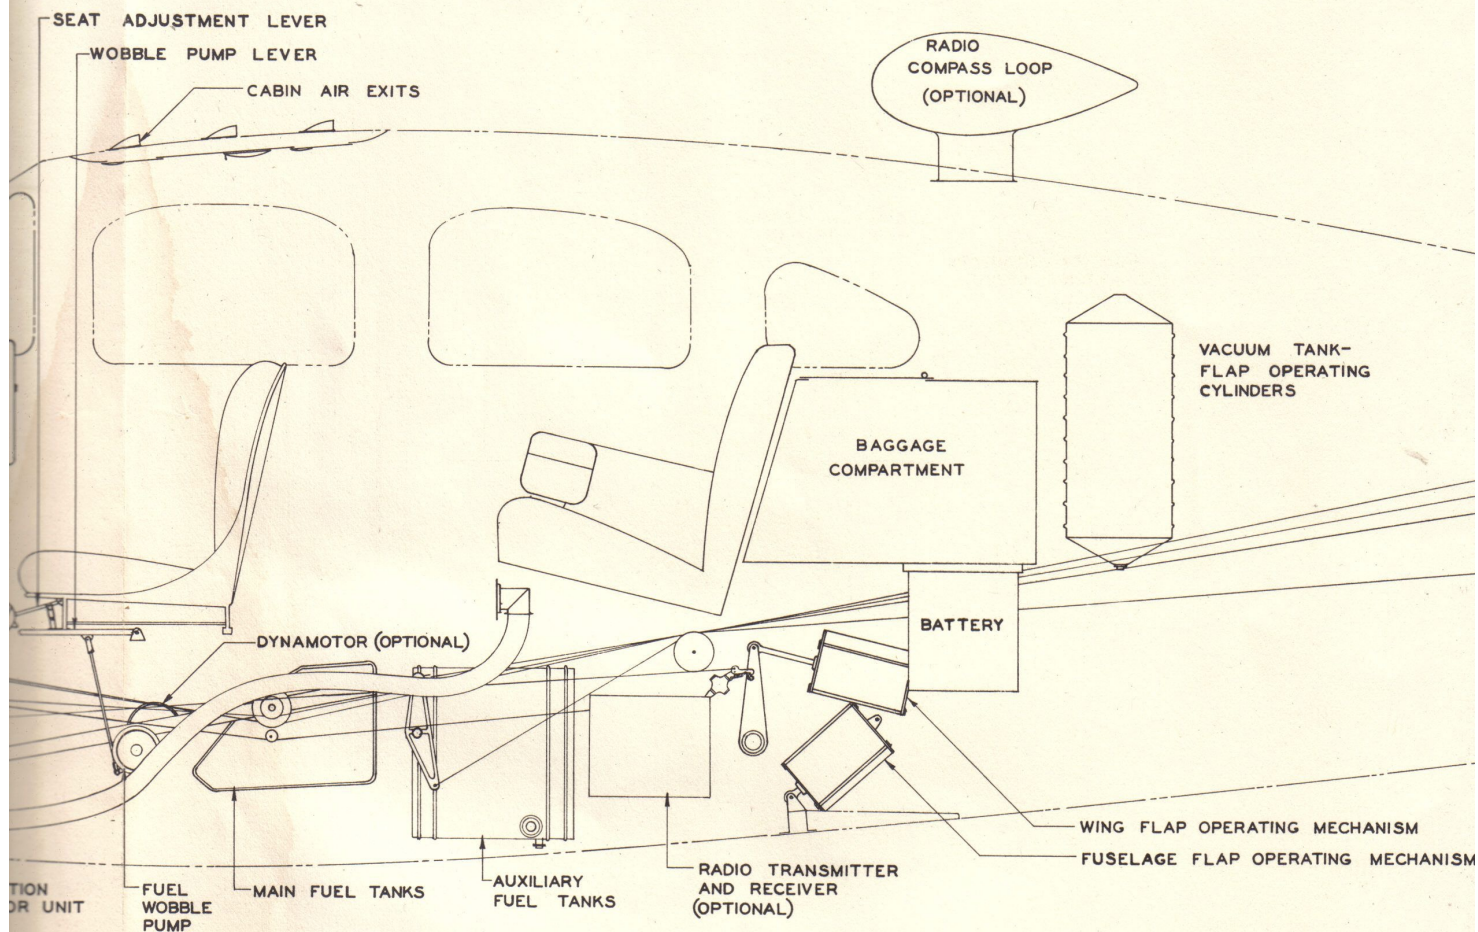 SEAT ADJUSTMENT LEVER
WOBBLE PUMP LEVER
CABIN AIR EXITS
RADIO
COMPASS LOOP
(OPTIONAL)
VACUUM TANK-
FLAP OPERATING
CYLINDERS
BAGGAGE
COMPARTMENT
BATTERY
DYNAMOTOR (OPTIONAL)
WING FLAP OPERATING MECHANISM
FUSELAGE FLAP OPERATING MECHANISM
RADIO TRANSMITTER
AND RECEIVER
(OPTIONAL)
AUXILIARY
FUEL TANKS
MAIN FUEL TANKS
FUEL
WOBBLE
PUMP
TION
OR UNIT